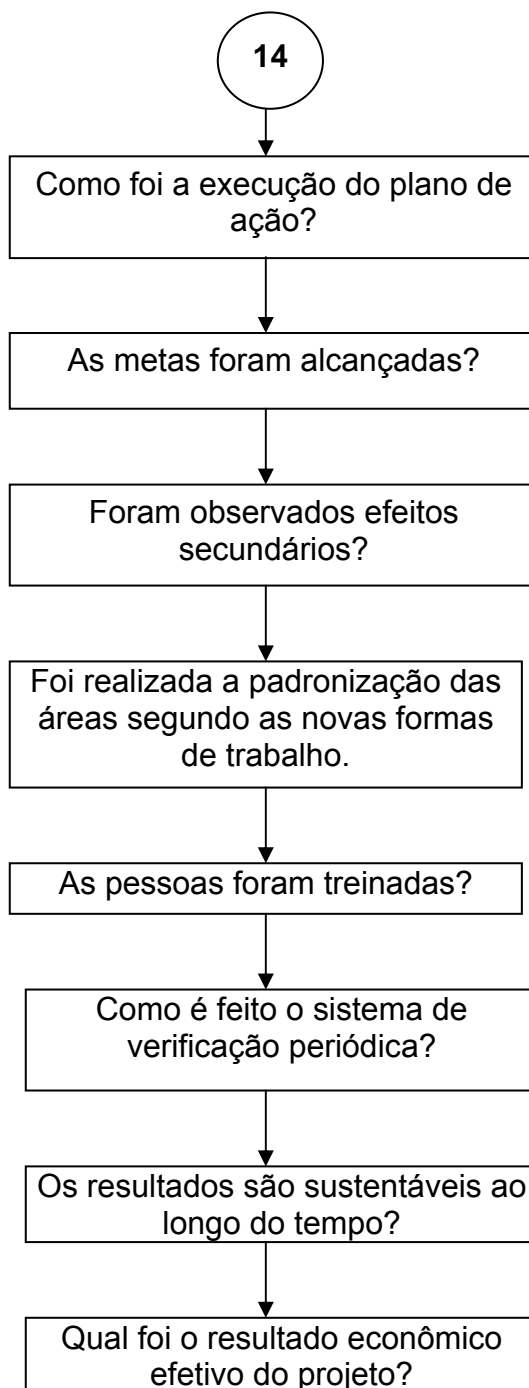 14
Como foi a execução do plano de
ação?
As metas foram alcançadas?
Foram observados efeitos
secundários?
Foi realizada a padronização das
áreas segundo as novas formas
de trabalho.
As pessoas foram treinadas?
Como é feito o sistema de
verificação periódica?
Os resultados são sustentáveis ao
longo do tempo?
Qual foi o resultado econômico
efetivo do projeto?